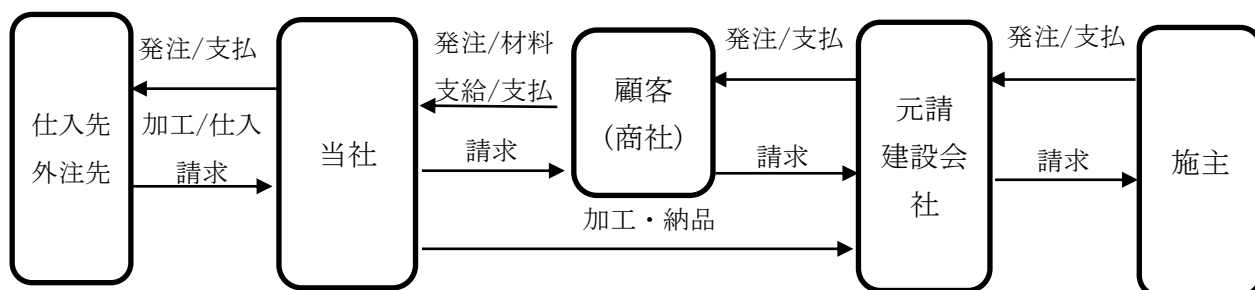 仕入先
外注先
発注/支払
加工/仕入
請求
当社
発注/材料
支給/支払
請求
顧客
(商社)
発注/支払
請求
加工・納品
元請
建設会
社
発注/支払
請求
施主